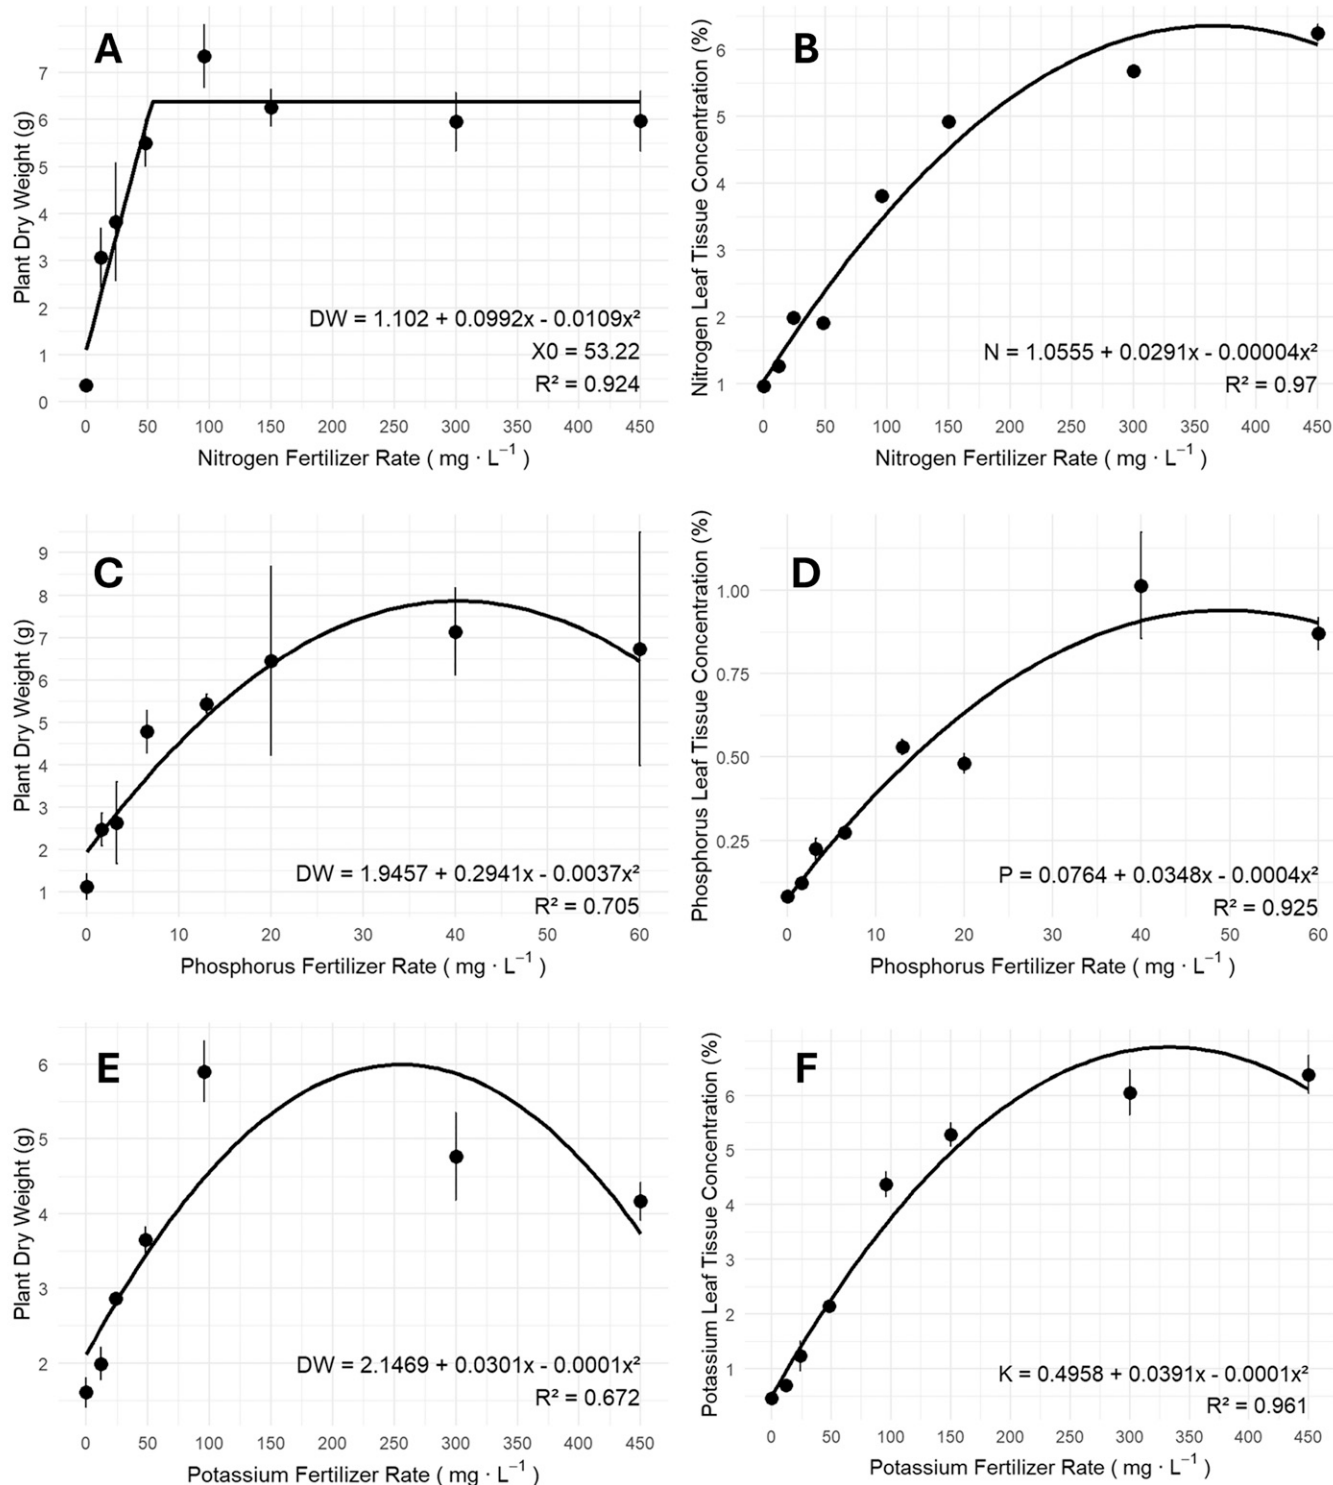 A
Plant Dry Weight (g)
7
6
5
4
3
2
1
0
DW = 1.102 + 0.0992x - 0.0109x²
X0 = 53.22
R² = 0.924
0 50 100 150 200 250 300 350 400 450
Nitrogen Fertilizer Rate ( mg · L⁻¹ )
B
Nitrogen Leaf Tissue Concentration (%)
6
5
4
3
2
1
N = 1.0555 + 0.0291x - 0.00004x²
R² = 0.97
0 50 100 150 200 250 300 350 400 450
Nitrogen Fertilizer Rate ( mg · L⁻¹ )
C
Plant Dry Weight (g)
9
8
7
6
5
4
3
2
1
DW = 1.9457 + 0.2941x - 0.0037x²
R² = 0.705
0 10 20 30 40 50 60
Phosphorus Fertilizer Rate ( mg · L⁻¹ )
D
Phosphorus Leaf Tissue Concentration (%)
1.00
0.75
0.50
0.25
P = 0.0764 + 0.0348x - 0.0004x²
R² = 0.925
0 10 20 30 40 50 60
Phosphorus Fertilizer Rate ( mg · L⁻¹ )
E
Plant Dry Weight (g)
6
5
4
3
2
DW = 2.1469 + 0.0301x - 0.0001x²
R² = 0.672
0 50 100 150 200 250 300 350 400 450
Potassium Fertilizer Rate ( mg · L⁻¹ )
F
Potassium Leaf Tissue Concentration (%)
6
5
4
3
2
1
K = 0.4958 + 0.0391x - 0.0001x²
R² = 0.961
0 50 100 150 200 250 300 350 400 450
Potassium Fertilizer Rate ( mg · L⁻¹ )